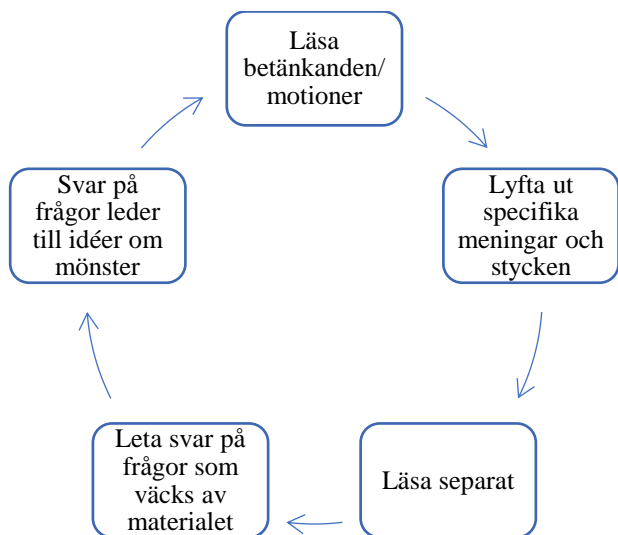 Läsa
betänkanden/
motioner
Lyfta ut
specifika
meningar och
stycken
Läsa separat
Leta svar på
frågor som
väcks av
materialet
Svar på
frågor leder
till idéer om
mönster